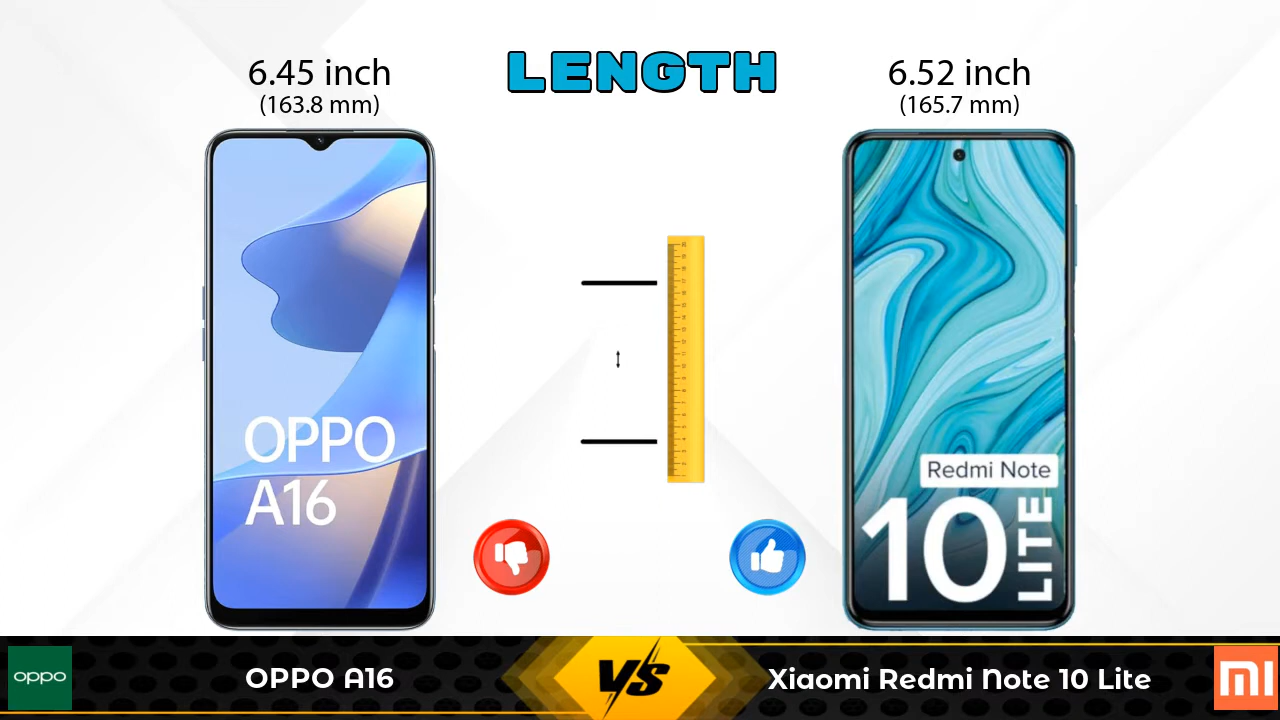 LENGTH
6.45 inch
(163.8 mm)
6.52 inch
(165.7 mm)
OPPO
A16
Redmi Note
10 LITE
oppo
OPPO A16
VS
Xiaomi Redmi Note 10 Lite
MI